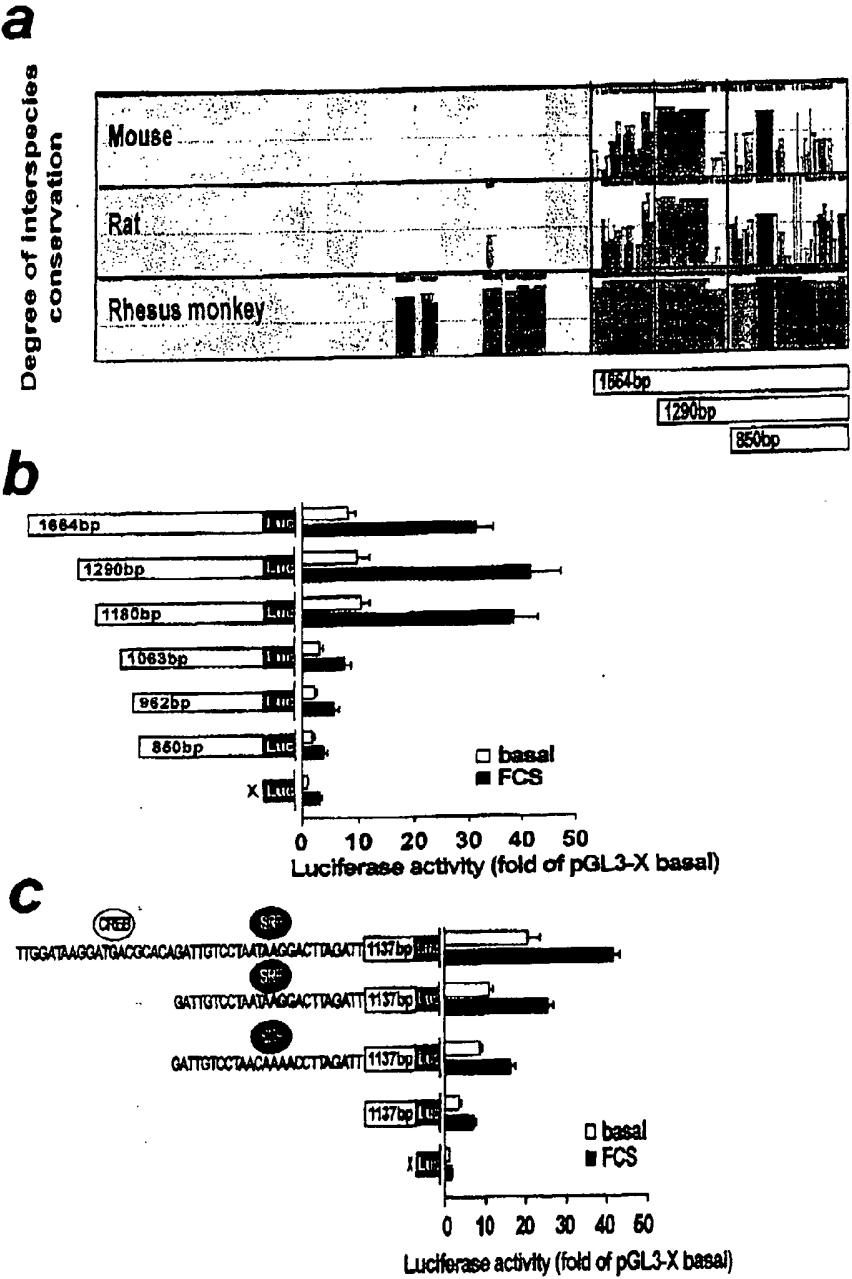 a
Degree of interspecies
conservation
Mouse
Rat
Rhesus monkey
1664bp
1290bp
850bp
b
1664bp Luc
1290bp Luc
1180bp Luc
1063bp Luc
962bp Luc
850bp Luc
X Luc
basal
FCS
0 10 20 30 40 50
Luciferase activity (fold of pGL3-X basal)
c
CREB SRF
TTGGATAAGGATGACGCACAGATTGTCCTAATAAGGACTTAGATT 1137bp Luc
SRF
GATTGTCCTAATAAGGACTTAGATT 1137bp Luc
GATTGTCCTAACAAAACCTTAGATT 1137bp Luc
1137bp Luc
X Luc
basal
FCS
0 10 20 30 40 50
Luciferase activity (fold of pGL3-X basal)